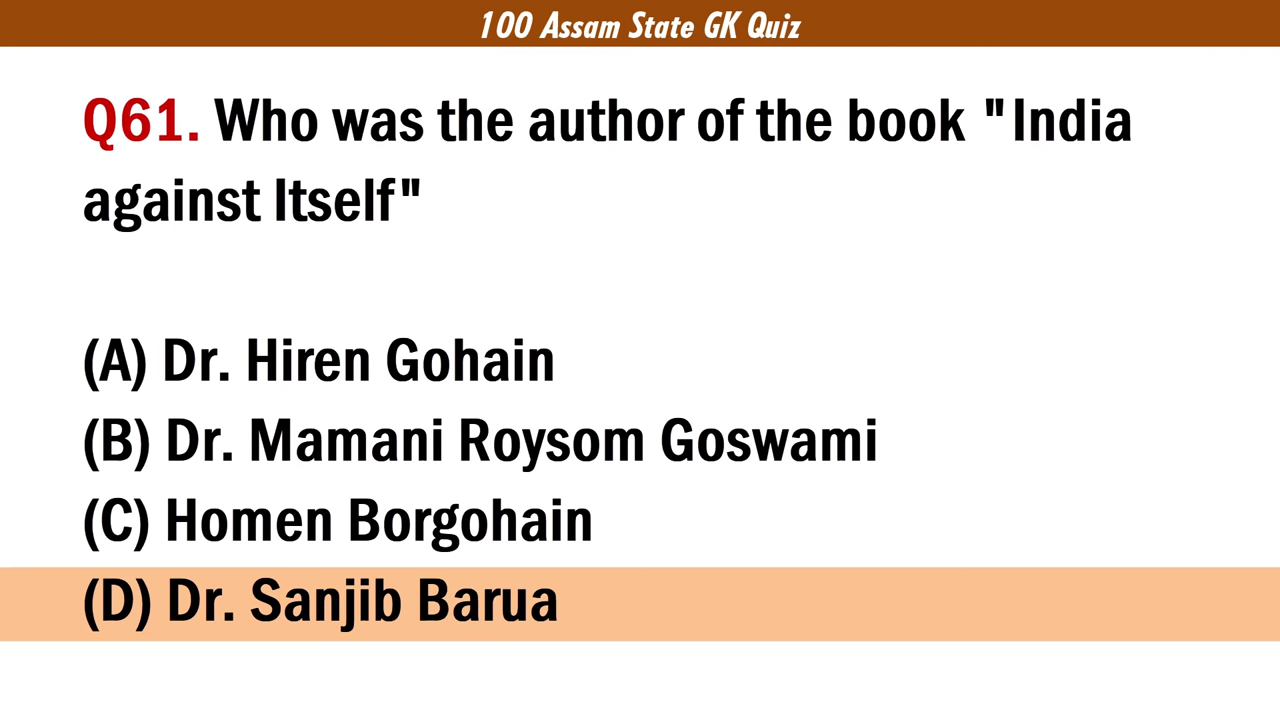 100 Assam State GK Quiz
Q61. Who was the author of the book "India
against Itself"
(A) Dr. Hiren Gohain
(B) Dr. Mamani Roysom Goswami
(C) Homen Borgohain
(D) Dr. Sanjib Barua